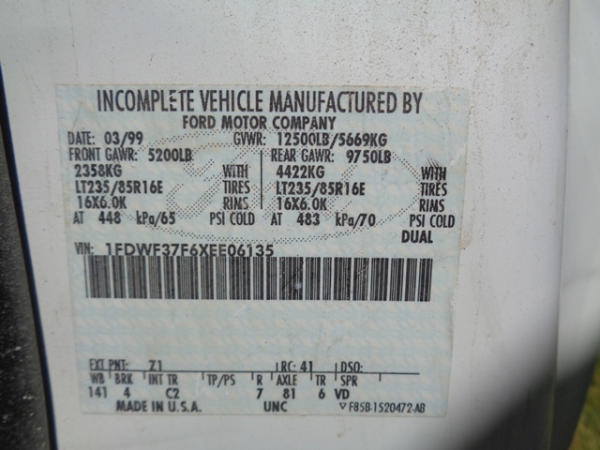 INCOMPLETE VEHICLE MANUFACTURED BY
FORD MOTOR COMPANY
DATE: 03/99 GVWR: 12500LB/5669KG
FRONT GAWR: 5200LB REAR GAWR: 9750LB
2358KG WITH 4422KG WITH
LT235/85R16E TIRES LT235/85R16E TIRES
16X6.0K RIMS 16X6.0K RIMS
AT 448 kPa/65 PSI COLD AT 483 kPa/70 PSI COLD
DUAL
VIN: 1FDWF37F6XEE06135
EXT PNT: Z1 RC: 41 DSO:
WB BRK INT TR TP/PS R AXLE TR SPR
141 4 C2 7 81 6 VD
MADE IN U.S.A. UNC F85B-1520472-AB